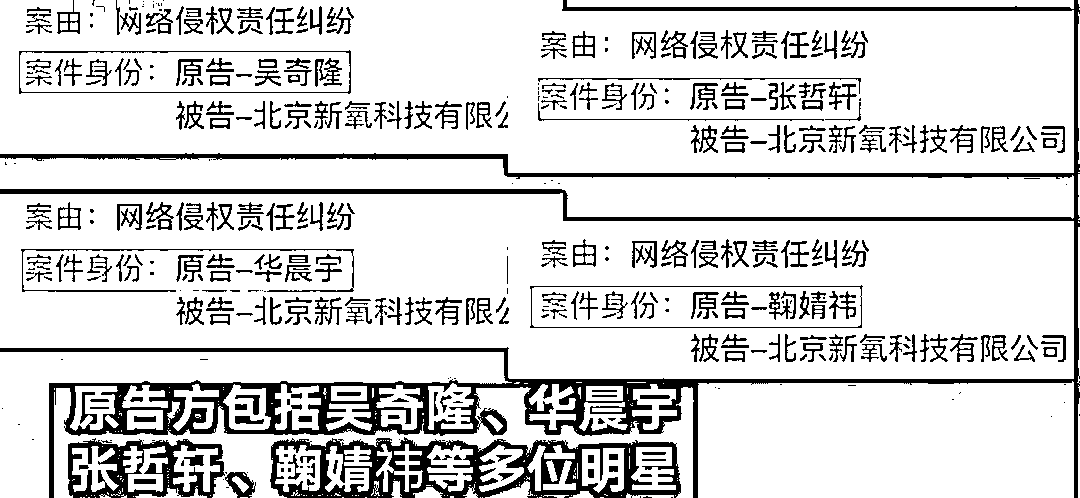 案由：网络侵权责任纠纷
案件身份：原告-吴奇隆
被告-北京新氧科技有限公
案由：网络侵权责任纠纷
案件身份：原告-张哲轩
被告-北京新氧科技有限公司
案由：网络侵权责任纠纷
案件身份：原告-华晨宇
被告-北京新氧科技有限公
案由：网络侵权责任纠纷
案件身份：原告-鞠婧祎
被告-北京新氧科技有限公司
原告方包括吴奇隆、华晨宇
张哲轩、鞠婧祎等多位明星